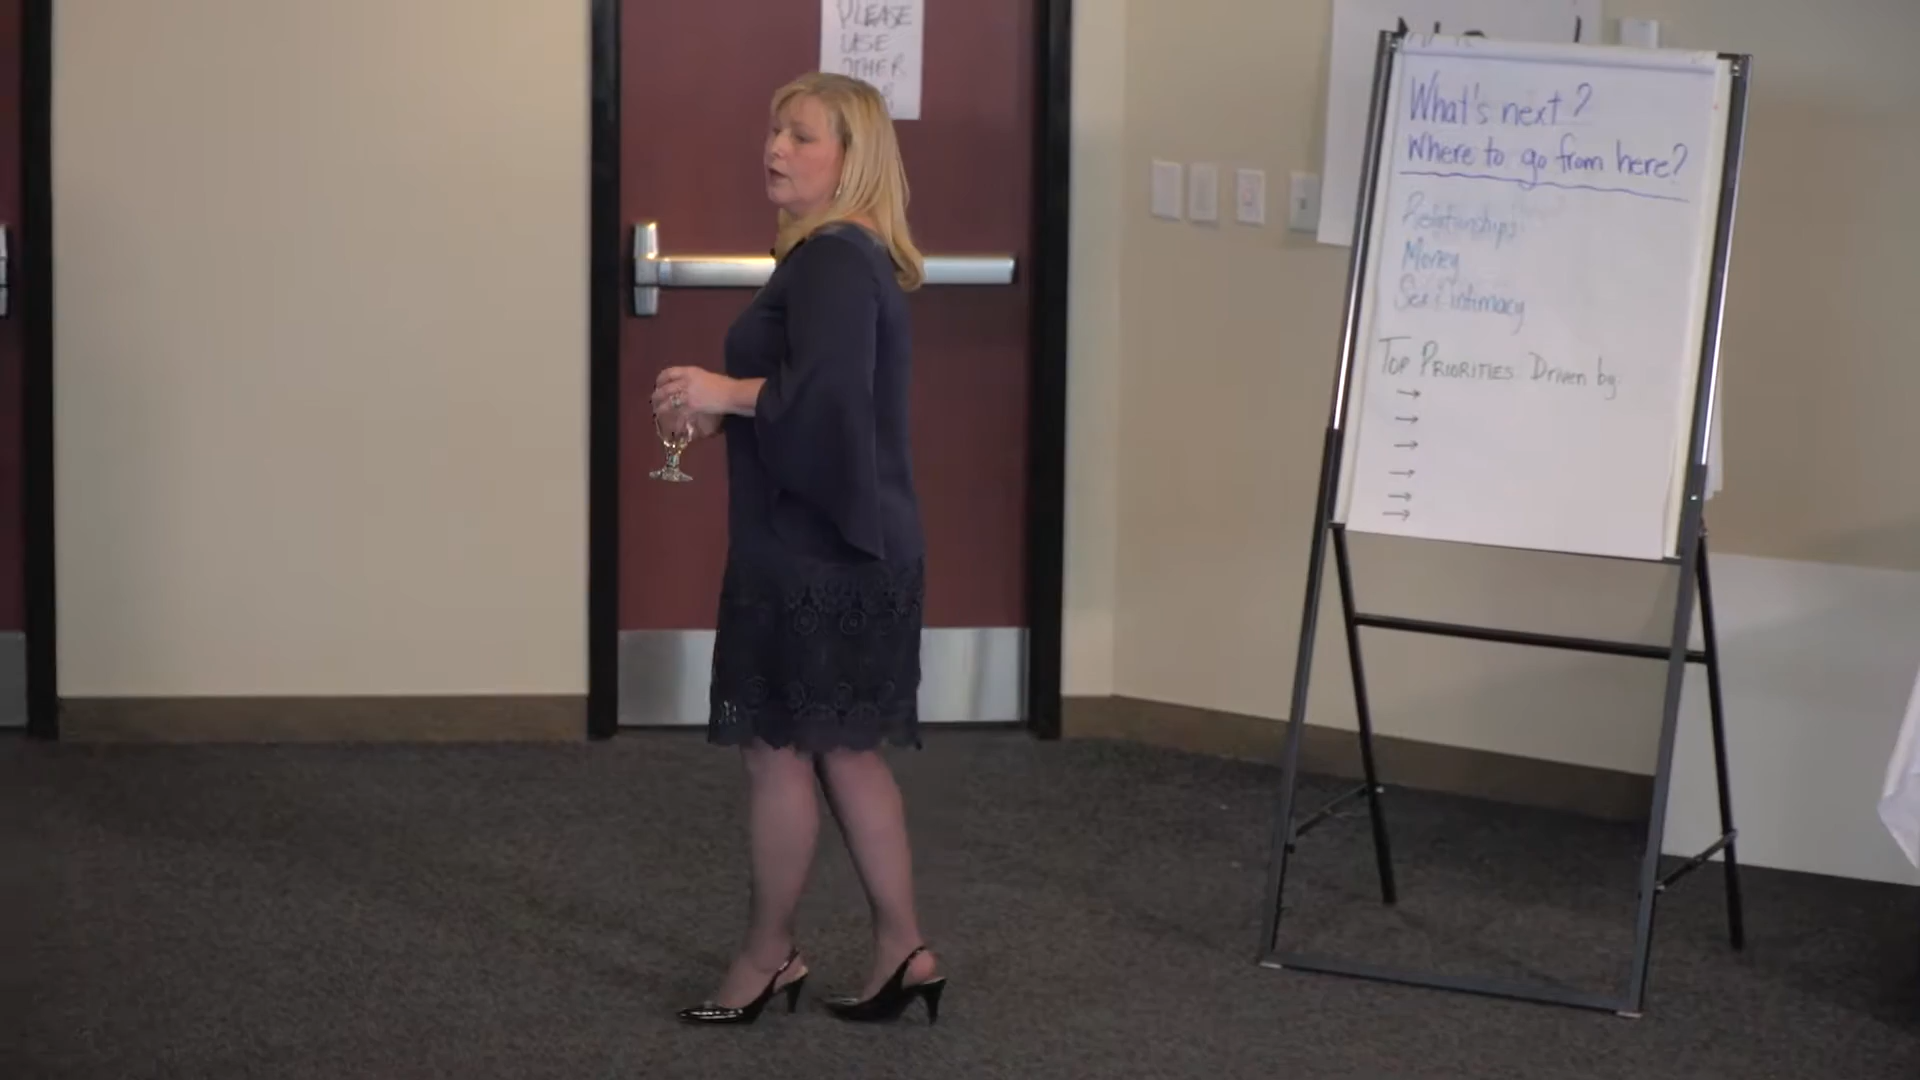 PLEASE
USE
OTHER
What's next?
Where to go from here?
Relationships
Money
Sex & Intimacy
TOP PRIORITIES Driven by:
→
→
→
→
→
→